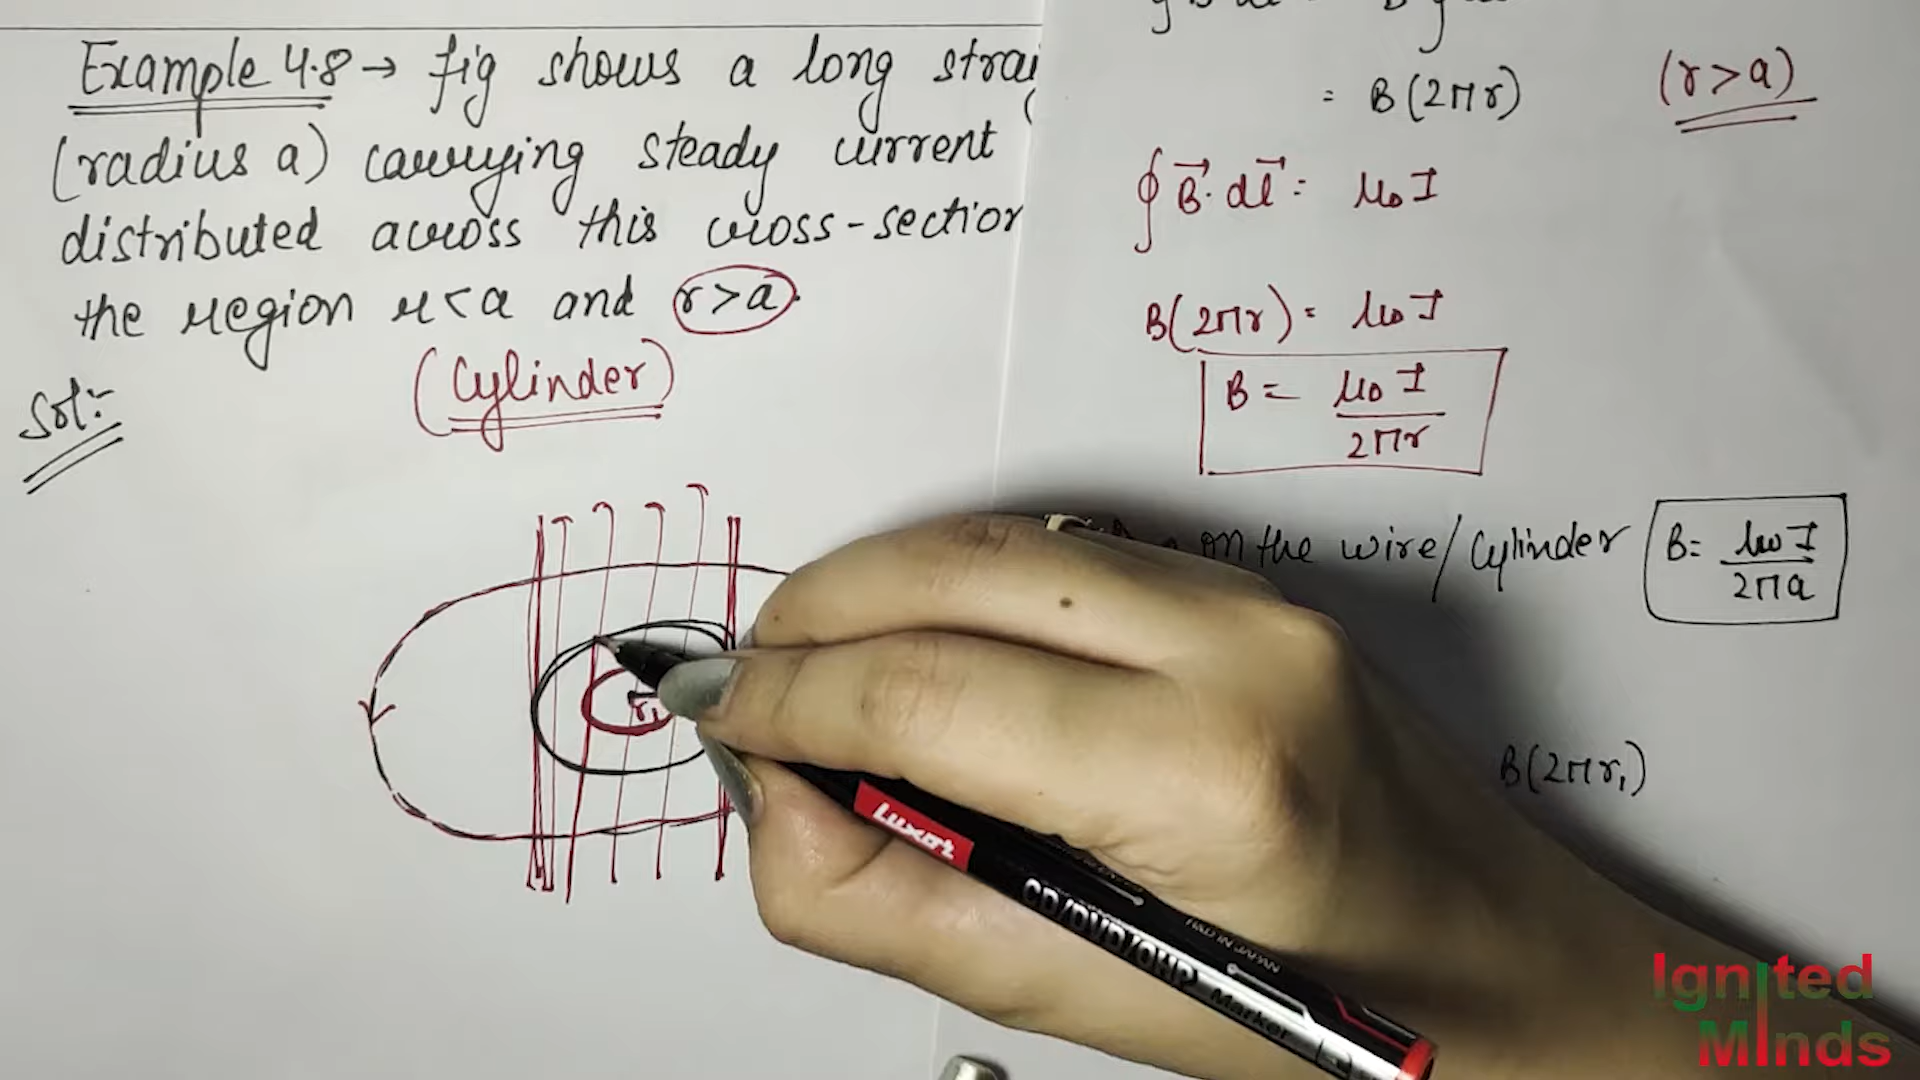 Example 4.8 → fig shows a long strai
(radius a) carrying steady current
distributed across this cross-section
the region r<a and r>a.
(Cylinder)
Sol:-
r₁
= B(2πr)
(r>a)
∮B⃗.dl⃗ = μ₀I
B(2πr) = μ₀I
B = μ₀I / 2πr
on the wire/cylinder
B = μ₀I / 2πa
B(2πr₁)
Luxor
CD/DVD/OHP Marker
Ignited
Minds